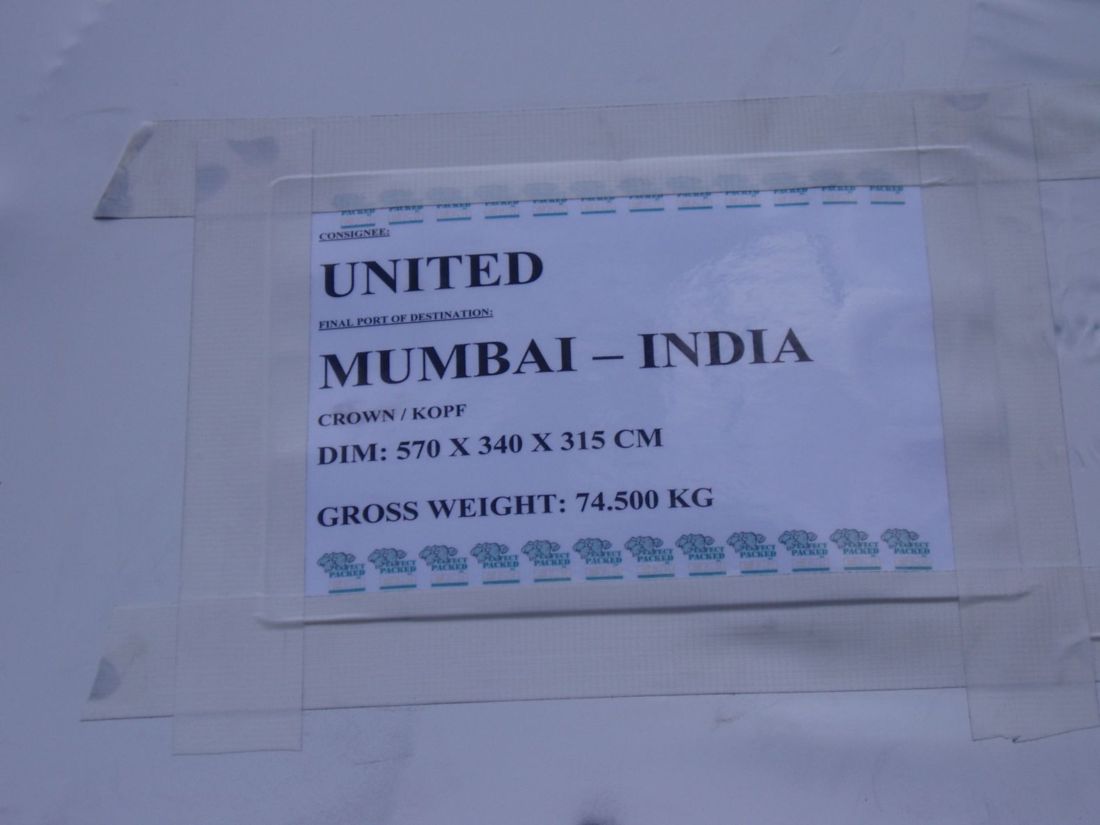 CONSIGNEE:
UNITED
FINAL PORT OF DESTINATION:
MUMBAI – INDIA
CROWN / KOPF
DIM: 570 X 340 X 315 CM
GROSS WEIGHT: 74.500 KG